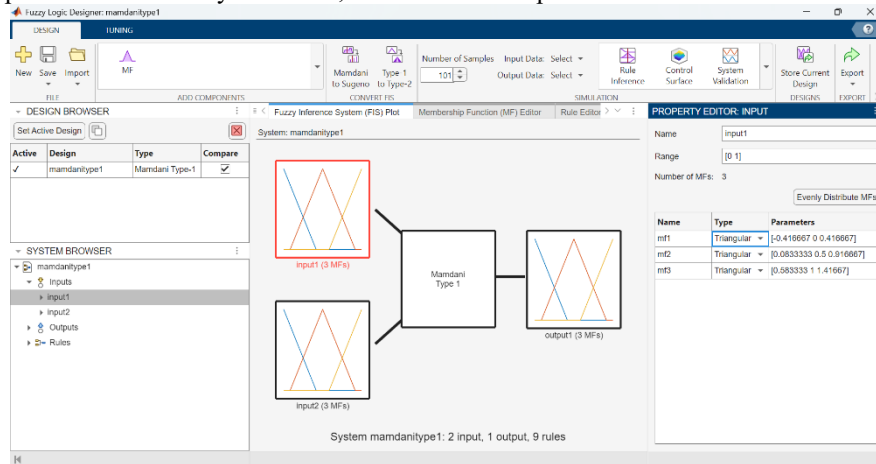 Fuzzy Logic Designer: mamdanitype1
DESIGN TUNING
New Save Import MF Mamdani to Sugeno Type-1 to Type-2 Number of Samples 101 Input Data: Select Output Data: Select Rule Inference Control Surface System Validation Store Current Design Export
FILE ADD COMPONENTS CONVERT FIS SIMULATION DESIGNS EXPORT
DESIGN BROWSER
Set Active Design
Active Design Type Compare
✓ mamdanitype1 Mamdani Type-1
SYSTEM BROWSER
mamdanitype1
Inputs
input1
input2
Outputs
Rules
Fuzzy Inference System (FIS) Plot Membership Function (MF) Editor Rule Editor
System: mamdanitype1
input1 (3 MFs)
Mamdani
Type 1
output1 (3 MFs)
input2 (3 MFs)
System mamdanitype1: 2 input, 1 output, 9 rules
PROPERTY EDITOR: INPUT
Name input1
Range [0 1]
Number of MFs: 3
Evenly Distribute MFs
Name Type Parameters
mf1 Triangular [-0.416667 0 0.416667]
mf2 Triangular [0.0833333 0.5 0.916667]
mf3 Triangular [0.583333 1 1.41667]